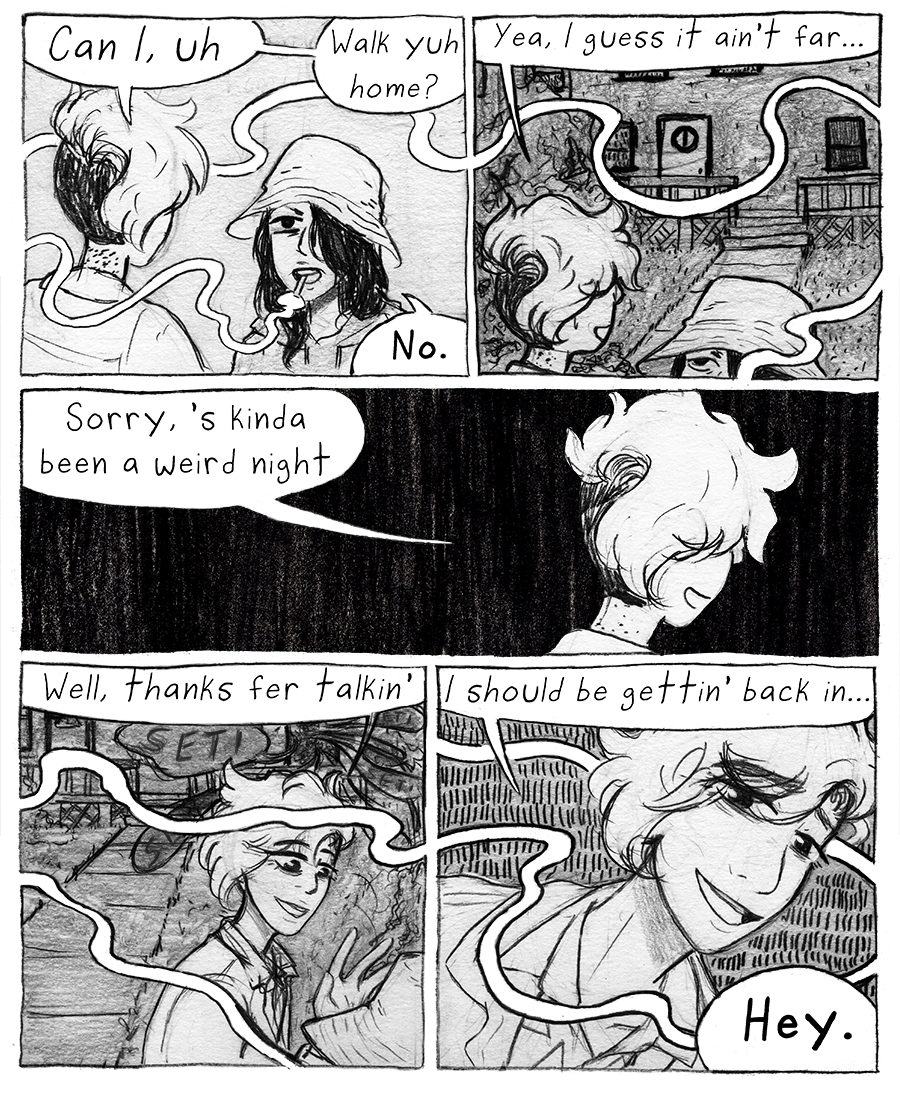 Can I, uh
Walk yuh
home?
No.
Yea, I guess it ain't far...
Sorry, 's kinda
been a weird night
Well, thanks fer talkin'
SETI
I should be gettin' back in...
Hey.